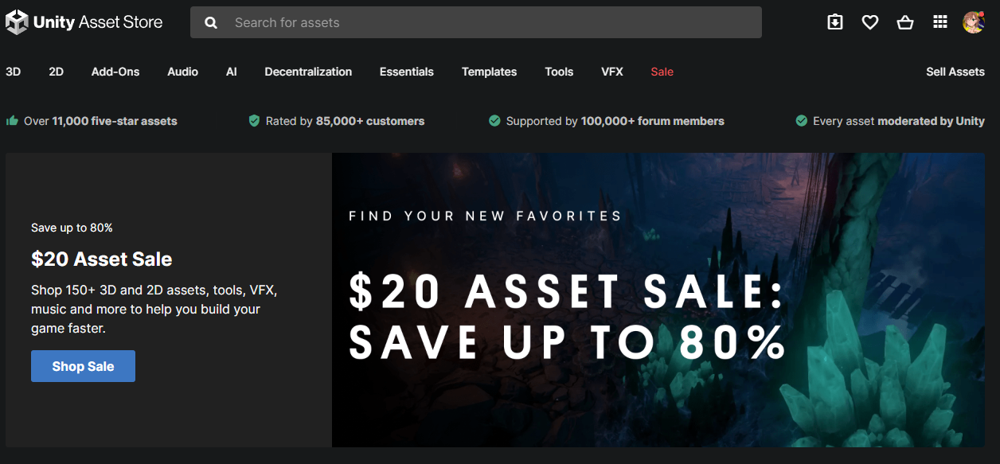 Unity Asset Store
Search for assets
3D 2D Add-Ons Audio AI Decentralization Essentials Templates Tools VFX Sale Sell Assets
Over 11,000 five-star assets Rated by 85,000+ customers Supported by 100,000+ forum members Every asset moderated by Unity
Save up to 80%
$20 Asset Sale
Shop 150+ 3D and 2D assets, tools, VFX,
music and more to help you build your
game faster.
Shop Sale
FIND YOUR NEW FAVORITES
$20 ASSET SALE:
SAVE UP TO 80%